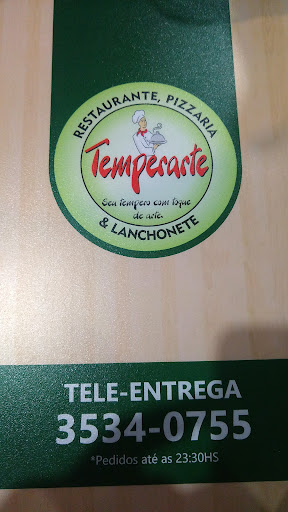 RESTAURANTE, PIZZARIA
Temperarte
Seu tempero com toque
de arte.
& LANCHONETE
TELE-ENTREGA
3534-0755
*Pedidos até as 23:30HS